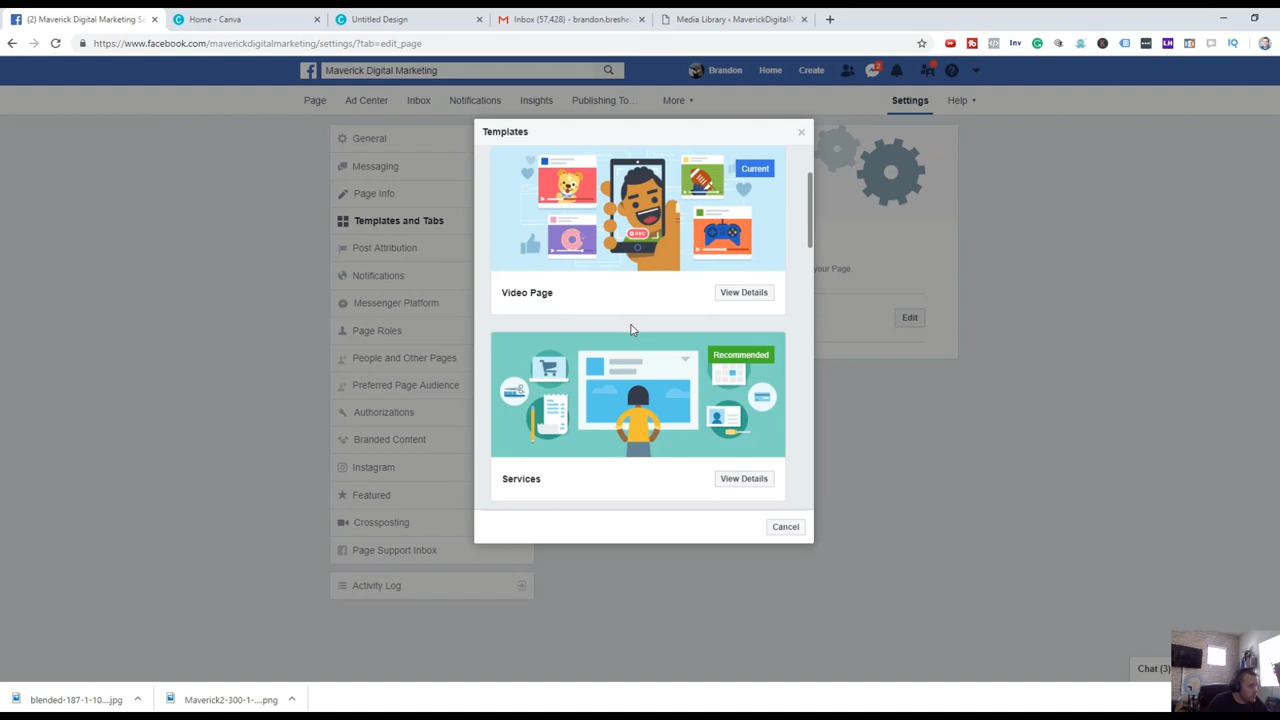 (2) Maverick Digital Marketing Se
Home - Canva
Untitled Design
Inbox (57,428) - brandon.breshea
Media Library ‹ MaverickDigitalM
https://www.facebook.com/maverickdigitalmarketing/settings/?tab=edit_page
Maverick Digital Marketing
Brandon
Home
Create
2
Page
Ad Center
Inbox
Notifications
Insights
Publishing To...
More
Settings
Help
General
Messaging
Page Info
Templates and Tabs
Post Attribution
Notifications
Messenger Platform
Page Roles
People and Other Pages
Preferred Page Audience
Authorizations
Branded Content
Instagram
Featured
Crossposting
Page Support Inbox
Activity Log
Templates
Current
REC
Video Page
View Details
Recommended
Services
View Details
Cancel
your Page.
Edit
Chat (3)
blended-187-1-10....jpg
Maverick2-300-1-....png